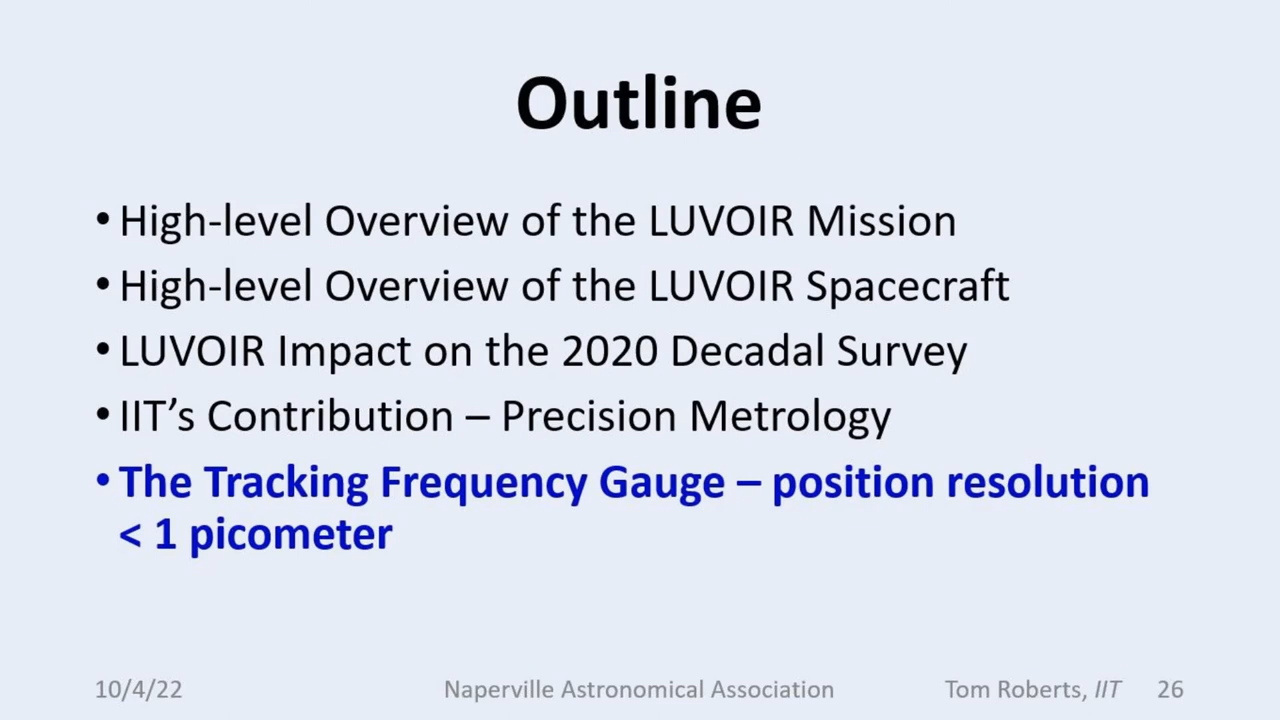 Outline
• High-level Overview of the LUVOIR Mission
• High-level Overview of the LUVOIR Spacecraft
• LUVOIR Impact on the 2020 Decadal Survey
• IIT’s Contribution – Precision Metrology
• The Tracking Frequency Gauge – position resolution
< 1 picometer
10/4/22 Naperville Astronomical Association Tom Roberts, IIT 26